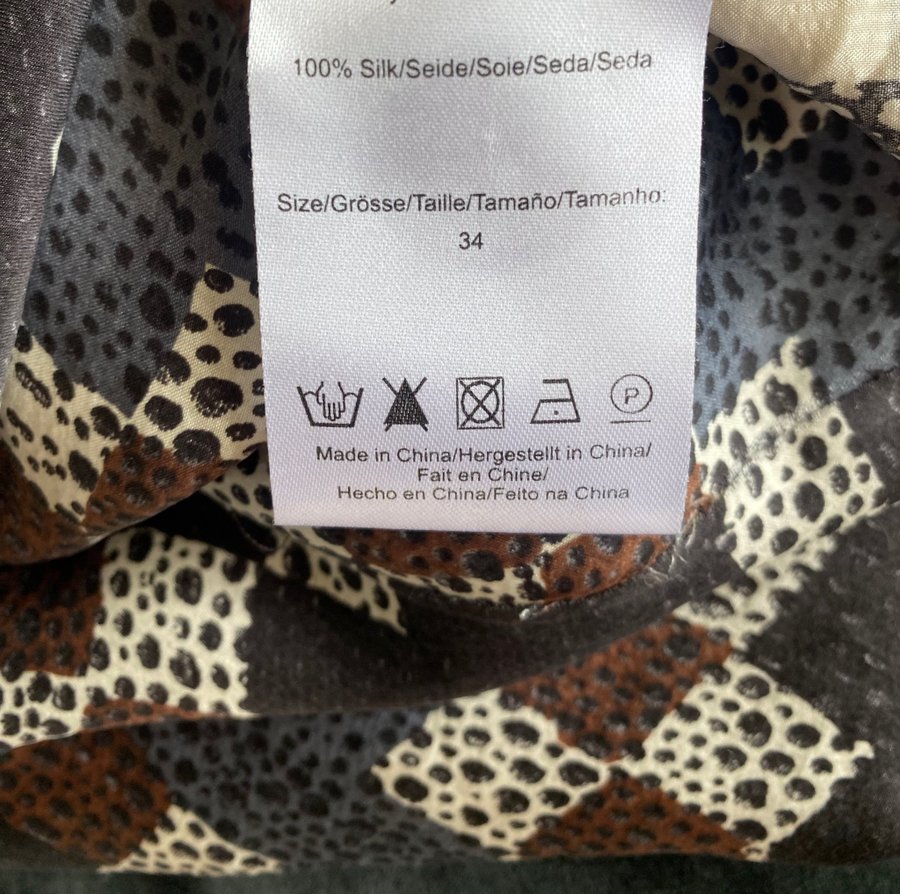 100% Silk/Seide/Soie/Seda/Seda
Size/Grösse/Taille/Tamaño/Tamanho:
34
P
Made in China/Hergestellt in China/
Fait en Chine/
Hecho en China/Feito na China